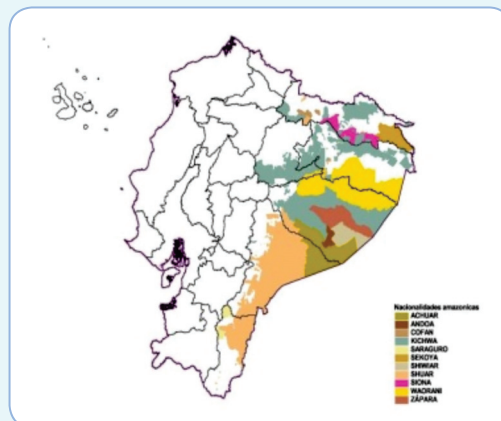 Nacionalidades amazonicas
ACHUAR
ANDOA
COFAN
KICHWA
SARAGURO
SEKOYA
SHIWIAR
SHUAR
SIONA
WAORANI
ZÁPARA